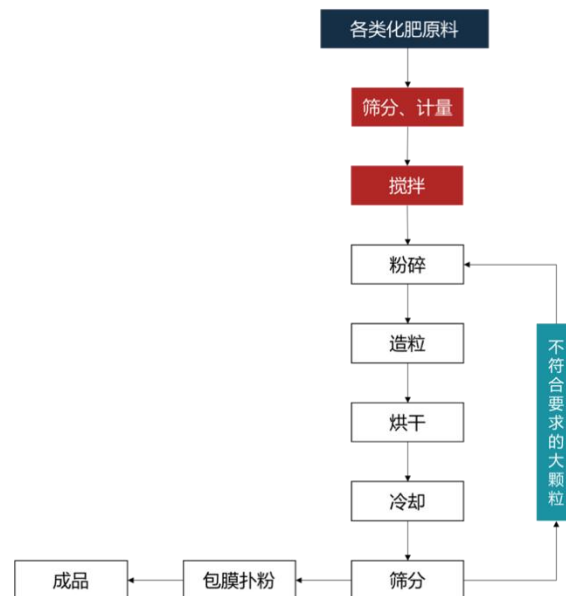 各类化肥原料
筛分、计量
搅拌
粉碎
造粒
不符合要求的大颗粒
烘干
冷却
成品
包膜扑粉
筛分